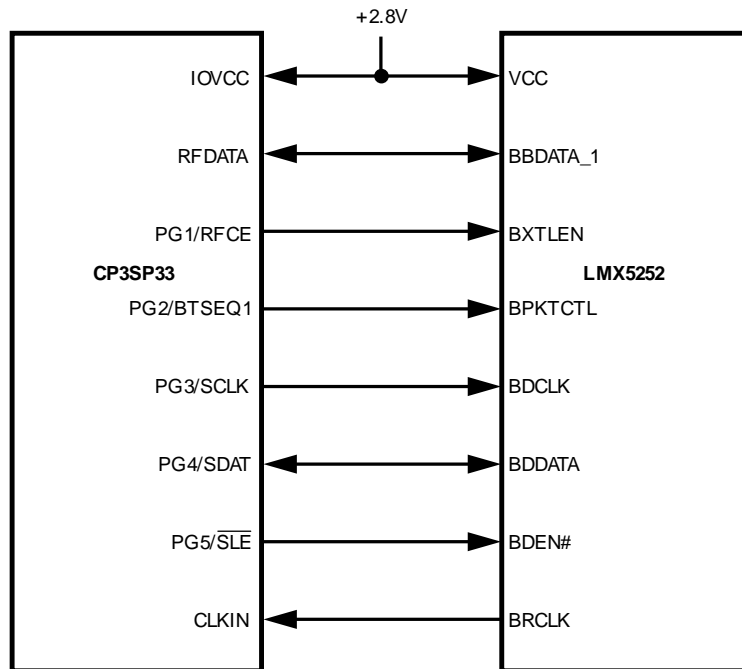 +2.8V
IOVCC VCC
RFDATA BBDATA_1
PG1/RFCE BXTLEN
CP3SP33 LMX5252
PG2/BTSEQ1 BPKTCTL
PG3/SCLK BDCLK
PG4/SDAT BDDATA
PG5/S̅L̅E̅ BDEN#
CLKIN BRCLK